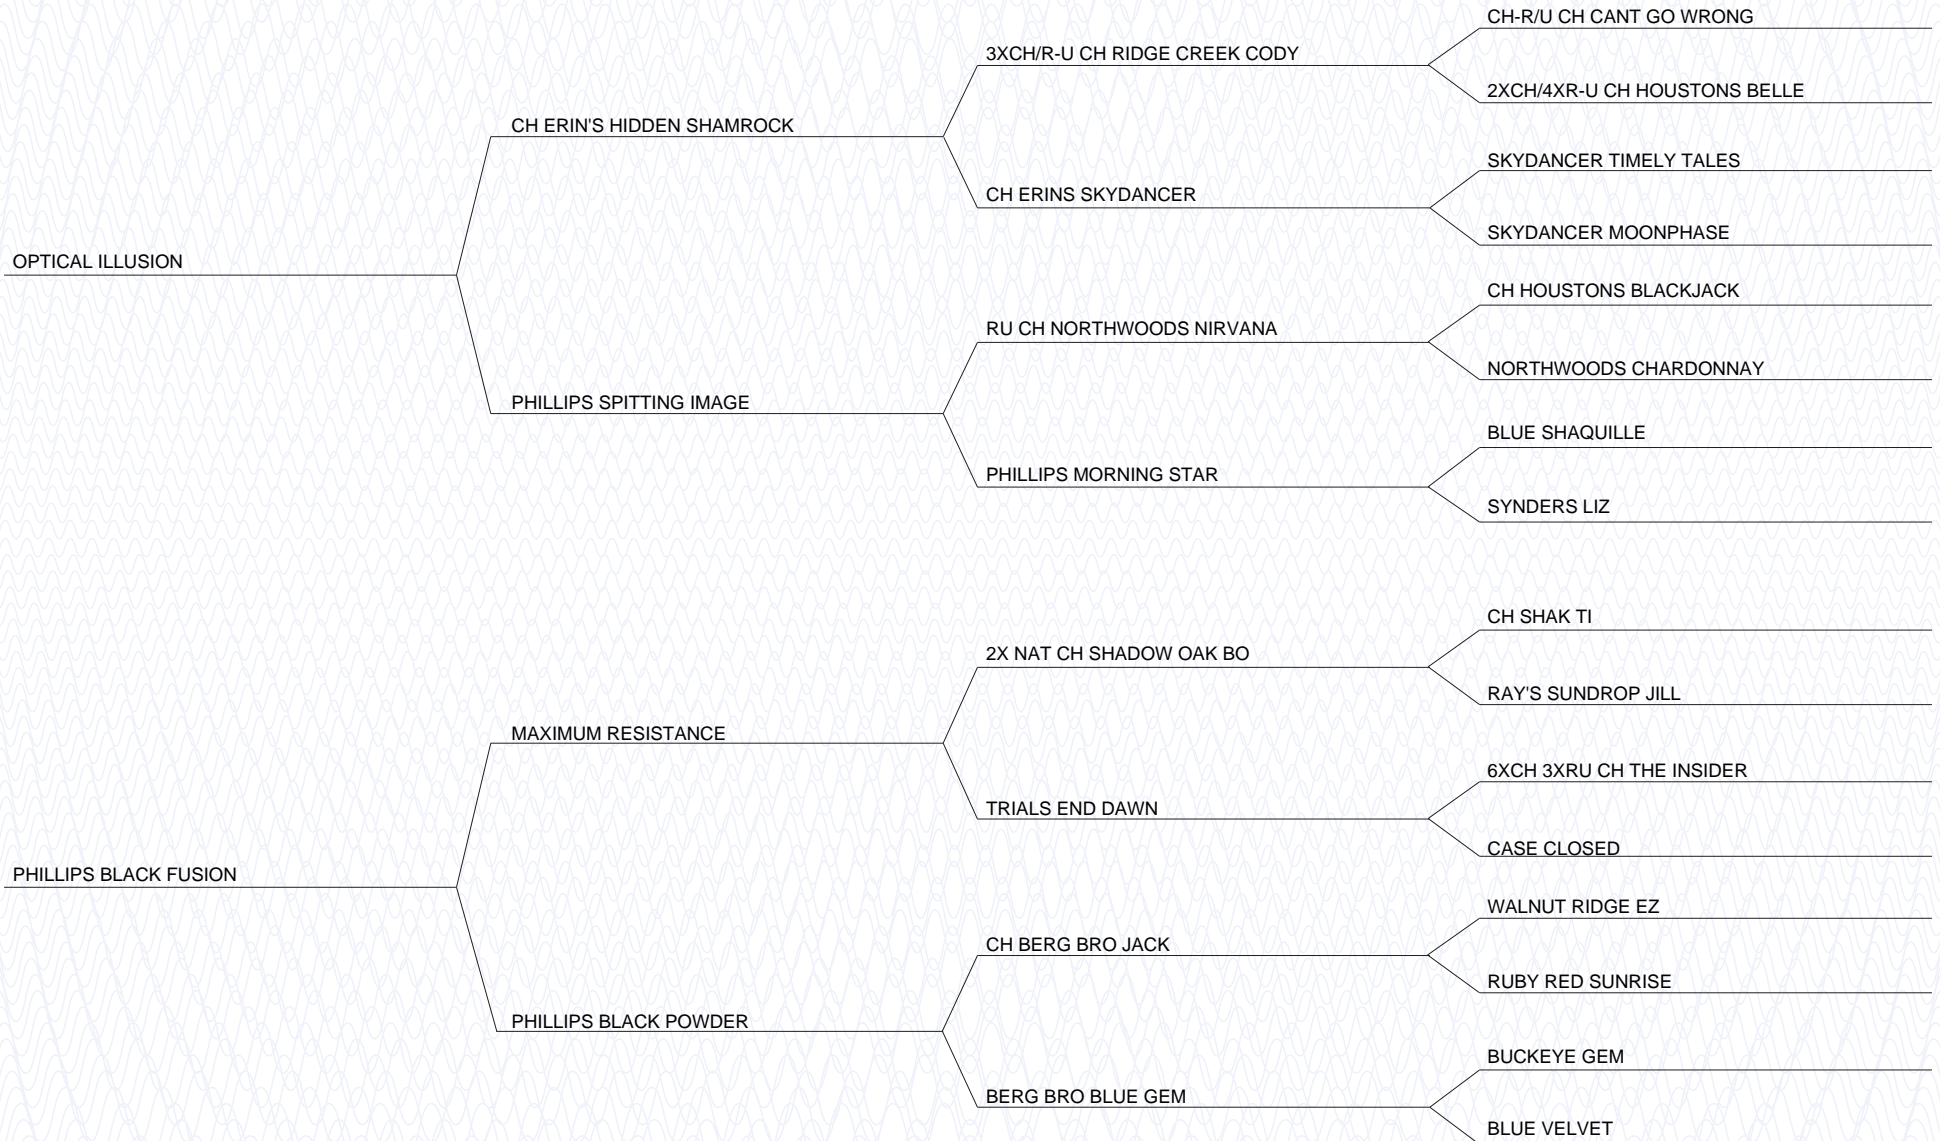 CH-R/U CH CANT GO WRONG
3XCH/R-U CH RIDGE CREEK CODY
2XCH/4XR-U CH HOUSTONS BELLE
CH ERIN'S HIDDEN SHAMROCK
SKYDANCER TIMELY TALES
CH ERINS SKYDANCER
SKYDANCER MOONPHASE
OPTICAL ILLUSION
CH HOUSTONS BLACKJACK
RU CH NORTHWOODS NIRVANA
NORTHWOODS CHARDONNAY
PHILLIPS SPITTING IMAGE
BLUE SHAQUILLE
PHILLIPS MORNING STAR
SYNDERS LIZ
CH SHAK TI
2X NAT CH SHADOW OAK BO
RAY'S SUNDROP JILL
MAXIMUM RESISTANCE
6XCH 3XRU CH THE INSIDER
TRIALS END DAWN
CASE CLOSED
PHILLIPS BLACK FUSION
WALNUT RIDGE EZ
CH BERG BRO JACK
RUBY RED SUNRISE
PHILLIPS BLACK POWDER
BUCKEYE GEM
BERG BRO BLUE GEM
BLUE VELVET